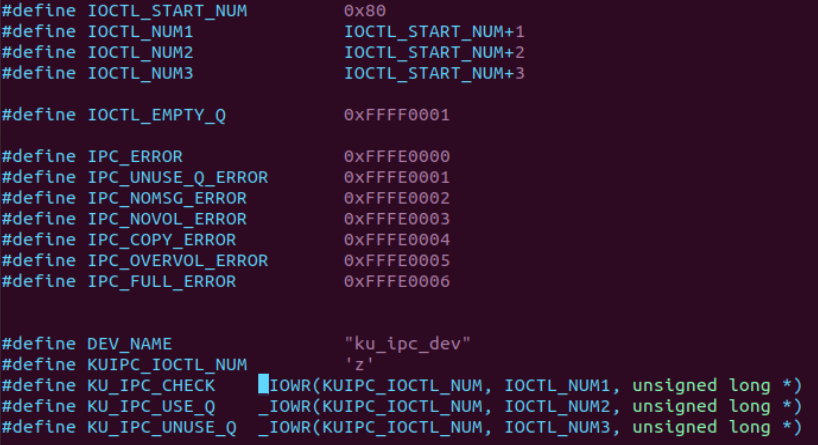 #define IOCTL_START_NUM 0x80
#define IOCTL_NUM1 IOCTL_START_NUM+1
#define IOCTL_NUM2 IOCTL_START_NUM+2
#define IOCTL_NUM3 IOCTL_START_NUM+3
#define IOCTL_EMPTY_Q 0xFFFF0001
#define IPC_ERROR 0xFFFE0000
#define IPC_UNUSE_Q_ERROR 0xFFFE0001
#define IPC_NOMSG_ERROR 0xFFFE0002
#define IPC_NOVOL_ERROR 0xFFFE0003
#define IPC_COPY_ERROR 0xFFFE0004
#define IPC_OVERVOL_ERROR 0xFFFE0005
#define IPC_FULL_ERROR 0xFFFE0006
#define DEV_NAME "ku_ipc_dev"
#define KUIPC_IOCTL_NUM 'z'
#define KU_IPC_CHECK _IOWR(KUIPC_IOCTL_NUM, IOCTL_NUM1, unsigned long *)
#define KU_IPC_USE_Q _IOWR(KUIPC_IOCTL_NUM, IOCTL_NUM2, unsigned long *)
#define KU_IPC_UNUSE_Q _IOWR(KUIPC_IOCTL_NUM, IOCTL_NUM3, unsigned long *)